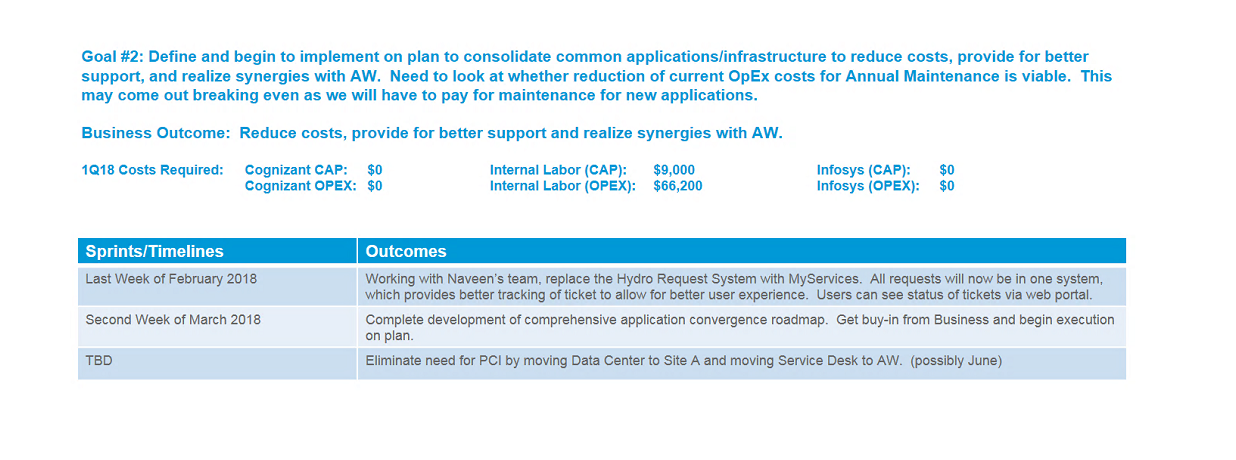 Goal #2: Define and begin to implement on plan to consolidate common applications/infrastructure to reduce costs, provide for better
support, and realize synergies with AW.  Need to look at whether reduction of current OpEx costs for Annual Maintenance is viable.  This
may come out breaking even as we will have to pay for maintenance for new applications.
Business Outcome:  Reduce costs, provide for better support and realize synergies with AW.
1Q18 Costs Required: Cognizant CAP: $0 Internal Labor (CAP): $9,000 Infosys (CAP): $0
Cognizant OPEX: $0 Internal Labor (OPEX): $66,200 Infosys (OPEX): $0
Sprints/Timelines Outcomes
Last Week of February 2018 Working with Naveen's team, replace the Hydro Request System with MyServices.  All requests will now be in one system,
which provides better tracking of ticket to allow for better user experience.  Users can see status of tickets via web portal.
Second Week of March 2018 Complete development of comprehensive application convergence roadmap.  Get buy-in from Business and begin execution
on plan.
TBD Eliminate need for PCI by moving Data Center to Site A and moving Service Desk to AW.  (possibly June)